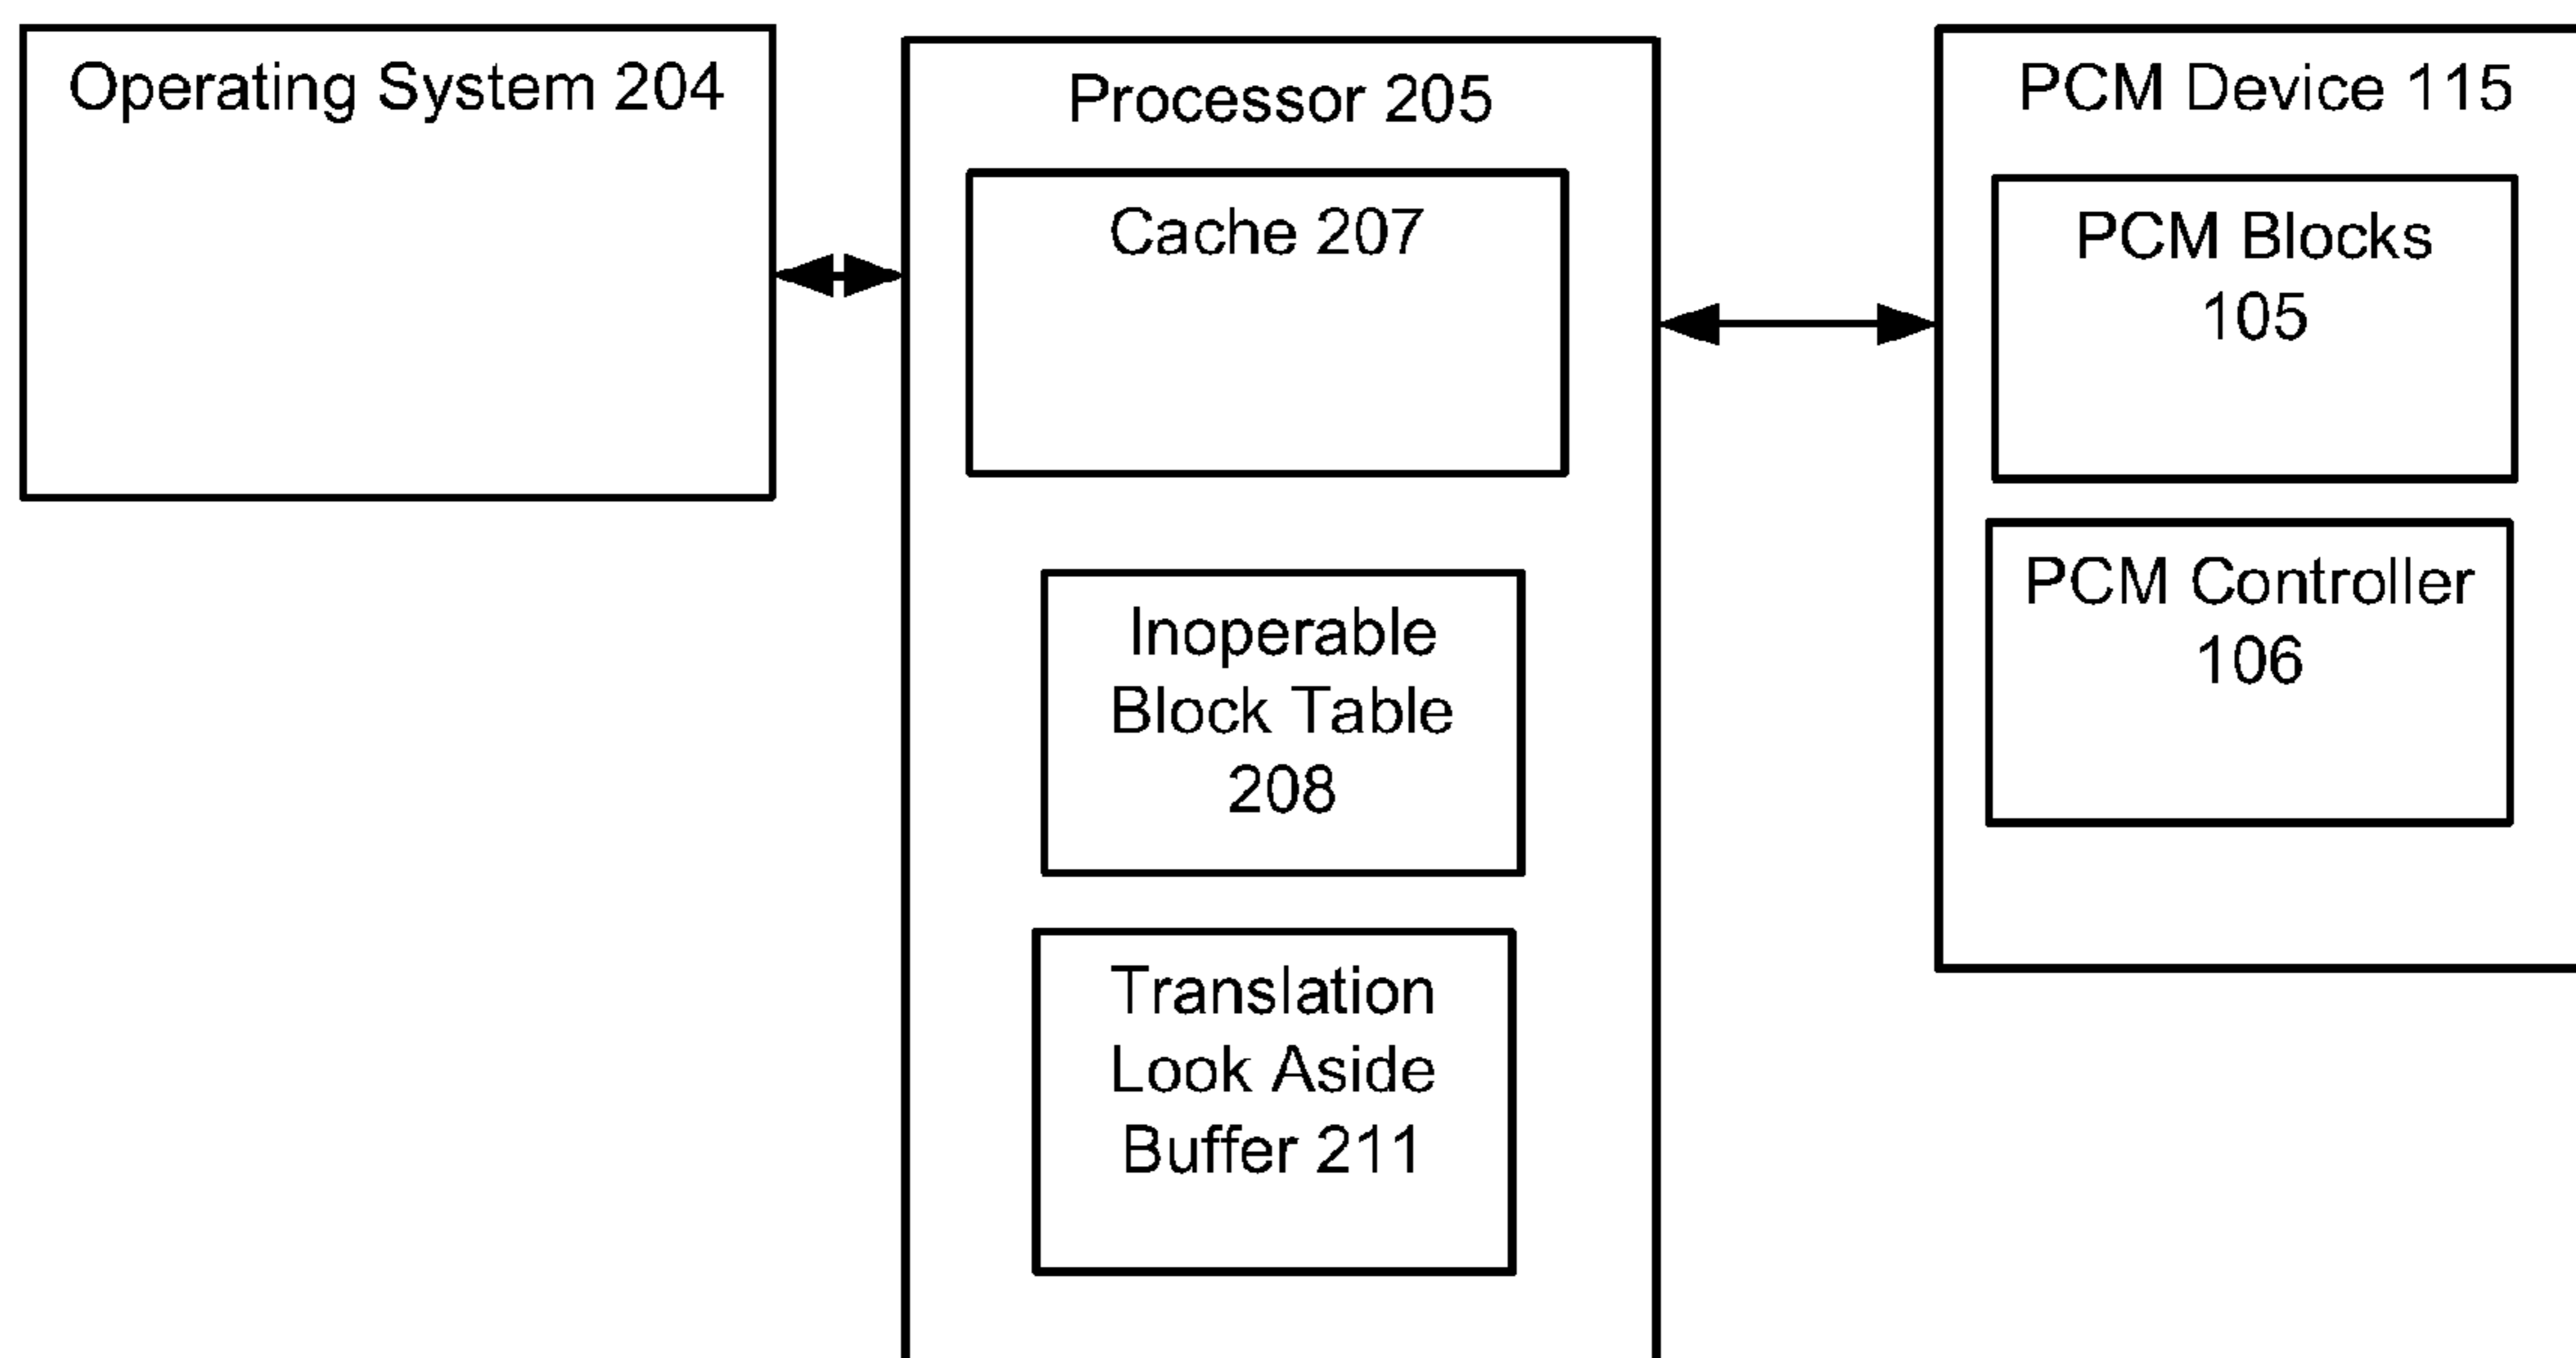 Operating System 204
Processor 205
Cache 207
Inoperable
Block Table
208
Translation
Look Aside
Buffer 211
PCM Device 115
PCM Blocks
105
PCM Controller
106